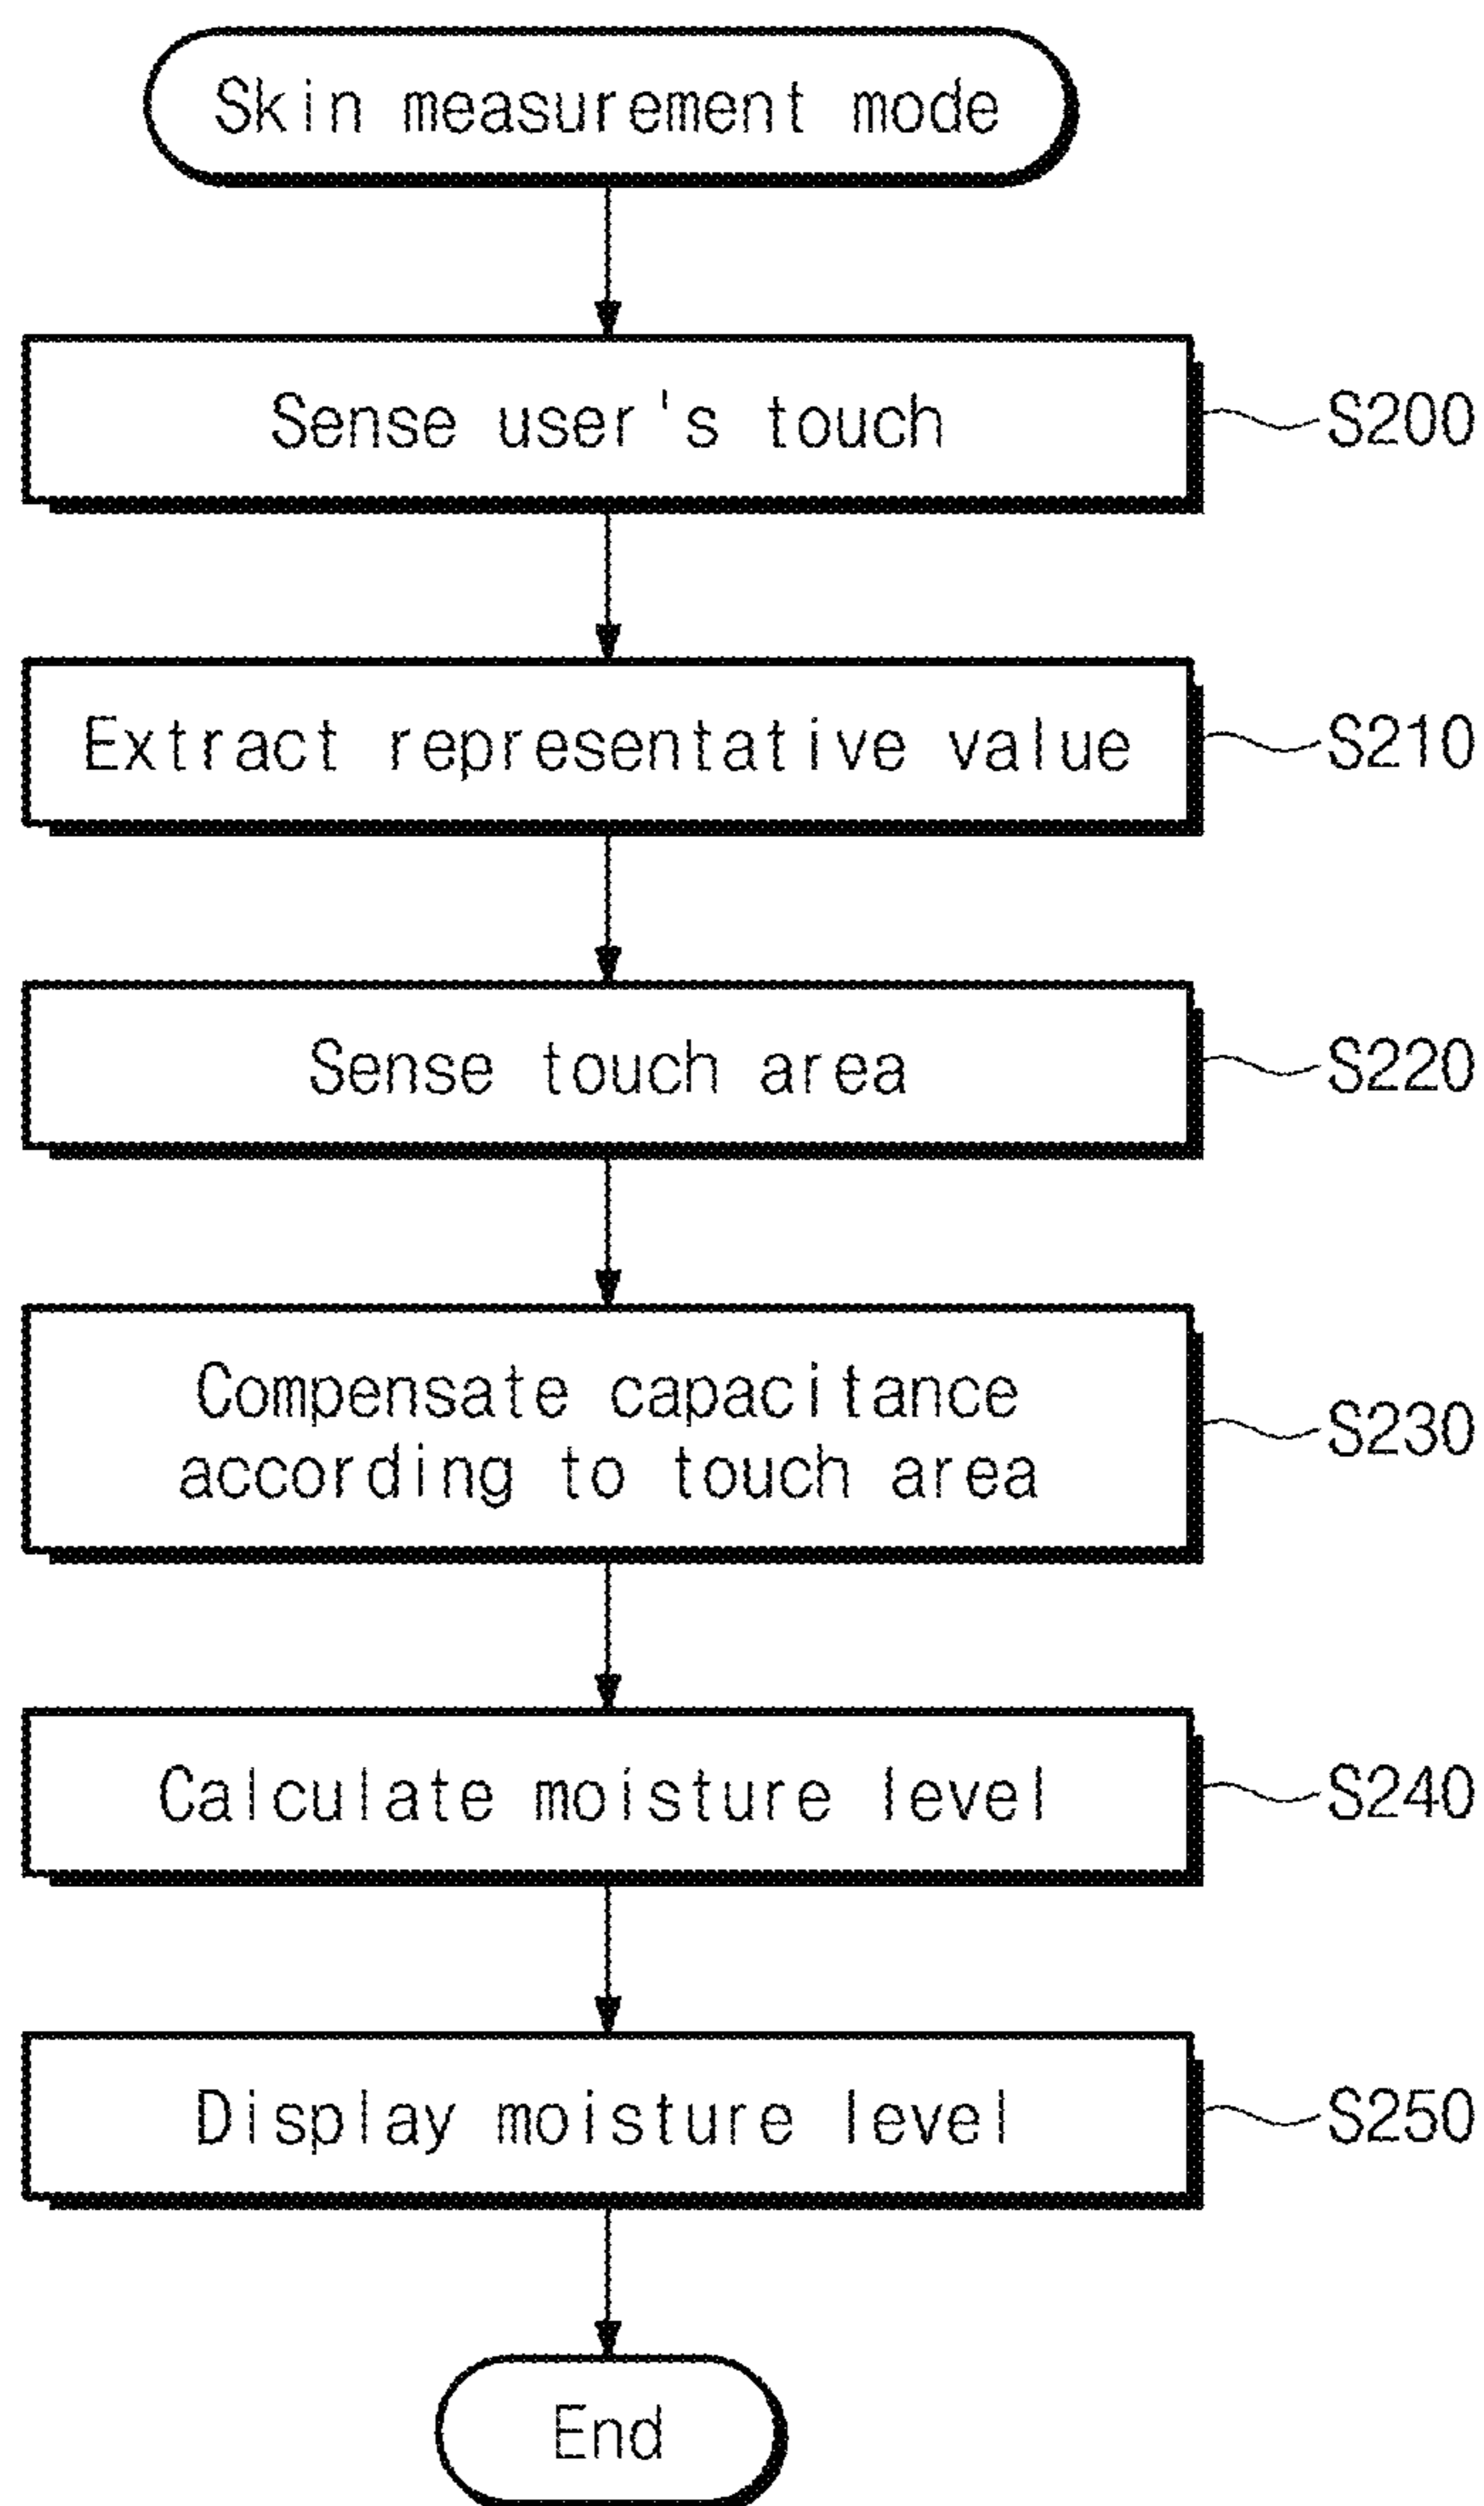 Skin measurement mode
Sense user's touch
S200
Extract representative value
S210
Sense touch area
S220
Compensate capacitance
according to touch area
S230
Calculate moisture level
S240
Display moisture level
S250
End